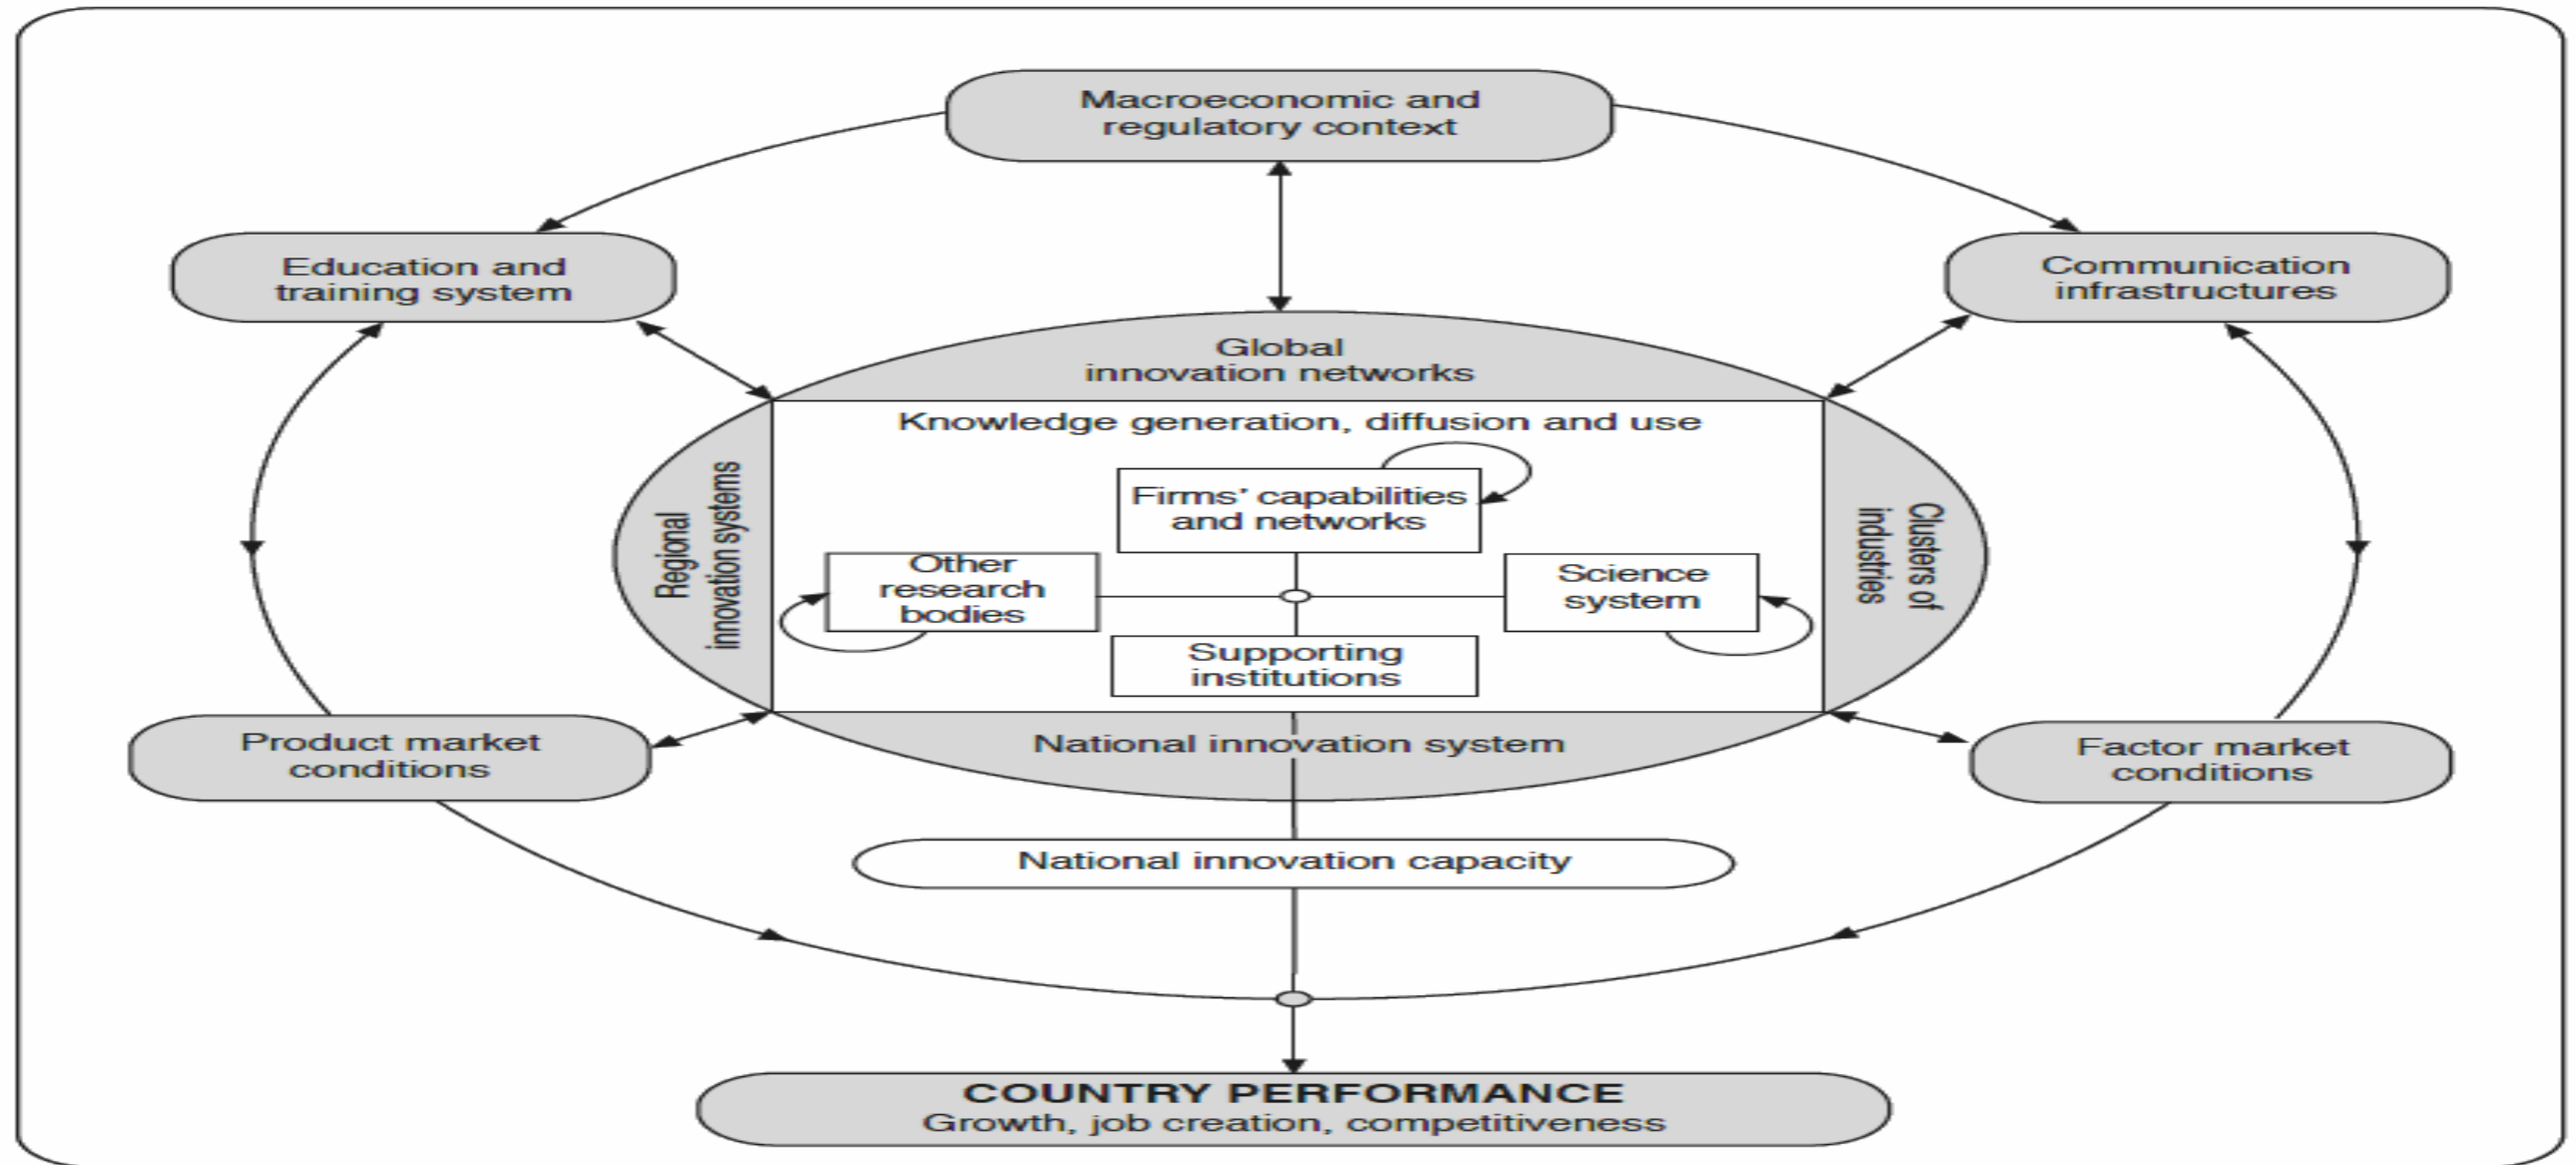 Macroeconomic and
regulatory context
Education and
training system
Communication
infrastructures
Global
innovation networks
Knowledge generation, diffusion and use
Regional
innovation systems
Firms’ capabilities
and networks
Clusters of
industries
Other
research
bodies
Science
system
Supporting
institutions
Product market
conditions
National innovation system
Factor market
conditions
National innovation capacity
COUNTRY PERFORMANCE
Growth, job creation, competitiveness